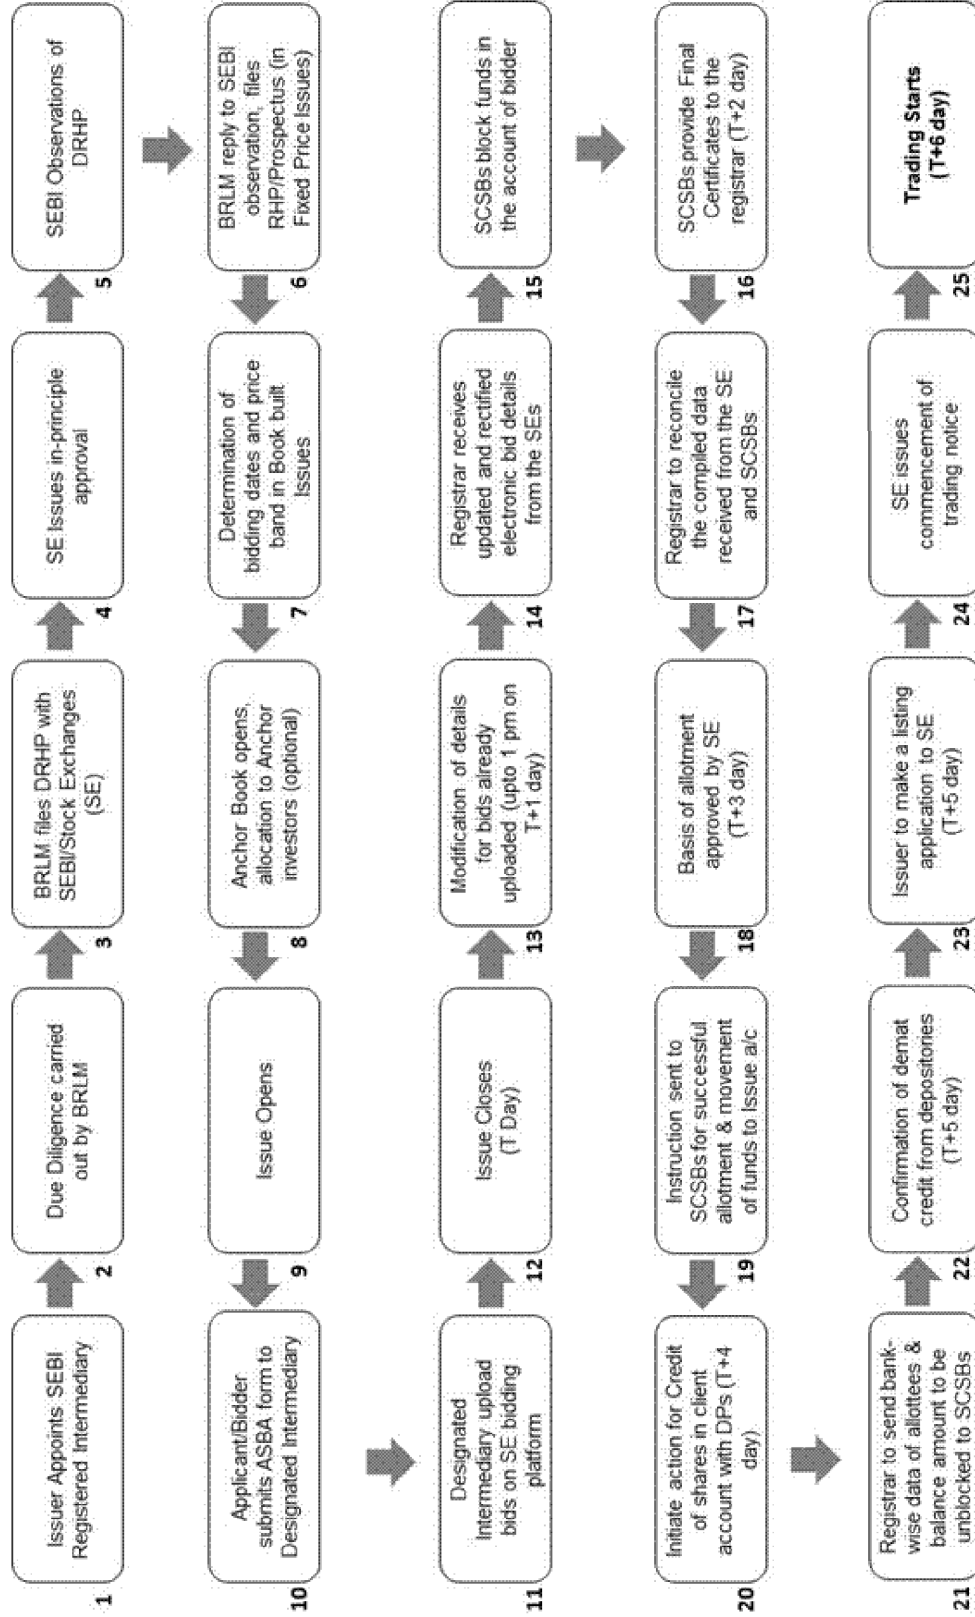 1
Issuer Appoints SEBI
Registered Intermediary
2
Due Diligence carried
out by BRLM
3
BRLM files DRHP with
SEBI/Stock Exchanges
(SE)
4
SE Issues in-principle
approval
5
SEBI Observations of
DRHP
6
BRLM reply to SEBI
observation, files
RHP/Prospectus (in
Fixed Price Issues)
7
Determination of
bidding dates and price
band in Book built
Issues
8
Anchor Book opens,
allocation to Anchor
investors (optional)
9
Issue Opens
10
Applicant/Bidder
submits ASBA form to
Designated Intermediary
11
Designated
Intermediary upload
bids on SE bidding
platform
12
Issue Closes
(T Day)
13
Modification of details
for bids already
uploaded (upto 1 pm on
T+1 day)
14
Registrar receives
updated and rectified
electronic bid details
from the SEs
15
SCSBs block funds in
the account of bidder
16
SCSBs provide Final
Certificates to the
registrar (T+2 day)
17
Registrar to reconcile
the compiled data
received from the SE
and SCSBs
18
Basis of allotment
approved by SE
(T+3 day)
19
Instruction sent to
SCSBs for successful
allotment & movement
of funds to Issue a/c
20
Initiate action for Credit
of shares in client
account with DPs (T+4
day)
21
Registrar to send bank-
wise data of allottees &
balance amount to be
unblocked to SCSBs
22
Confirmation of demat
credit from depositories
(T+5 day)
23
Issuer to make a listing
application to SE
(T+5 day)
24
SE issues
commencement of
trading notice
25
Trading Starts
(T+6 day)